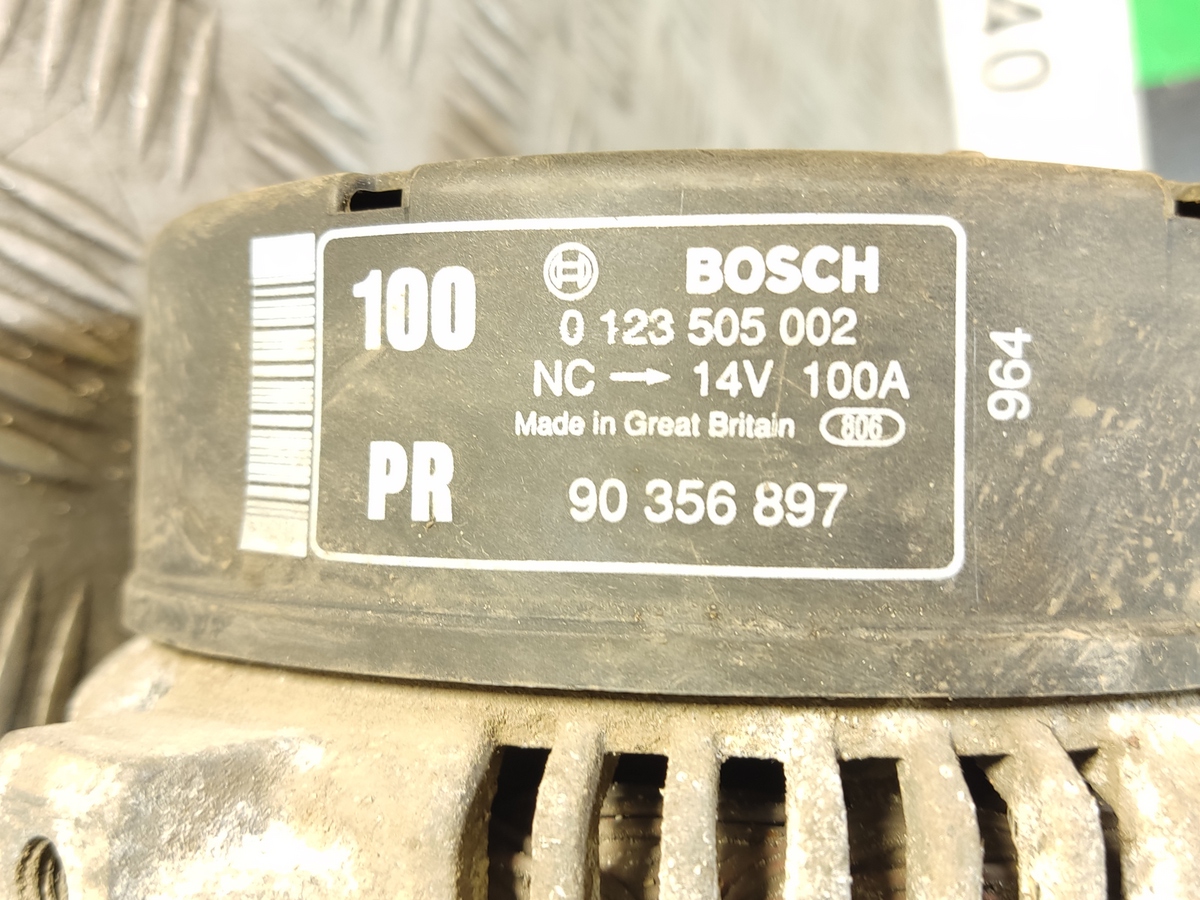 40
100
BOSCH
0 123 505 002
NC → 14V 100A
Made in Great Britain 806
PR
90 356 897
964